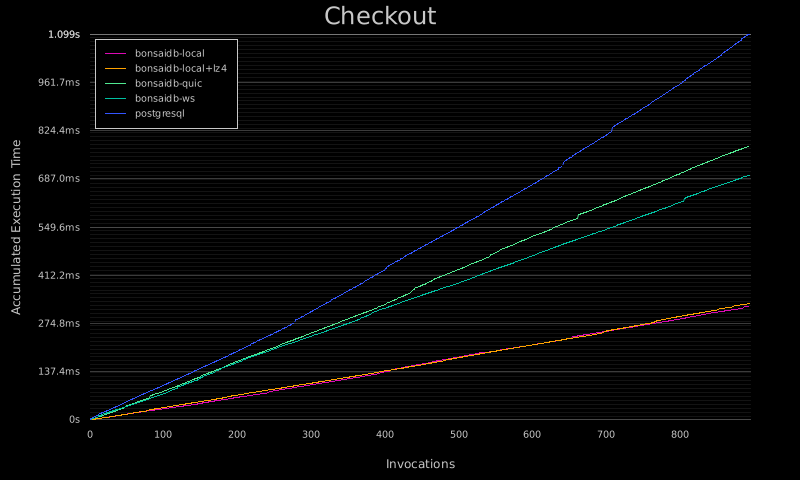 Checkout
1.099s
961.7ms
824.4ms
687.0ms
549.6ms
412.2ms
274.8ms
137.4ms
0s
Accumulated Execution Time
bonsaidb-local
bonsaidb-local+lz4
bonsaidb-quic
bonsaidb-ws
postgresql
0 100 200 300 400 500 600 700 800
Invocations